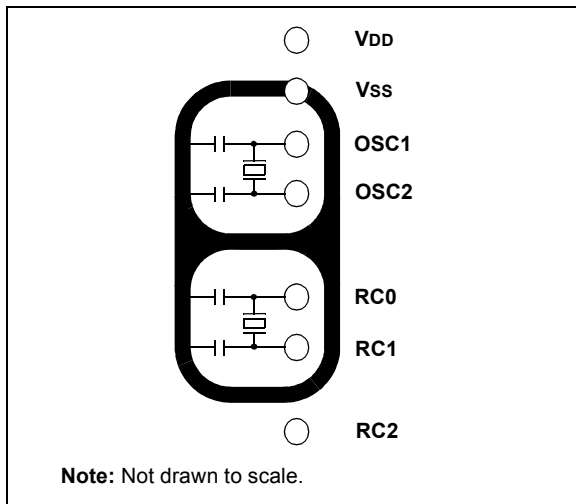 VDD
VSS
OSC1
OSC2
RC0
RC1
RC2
Note: Not drawn to scale.